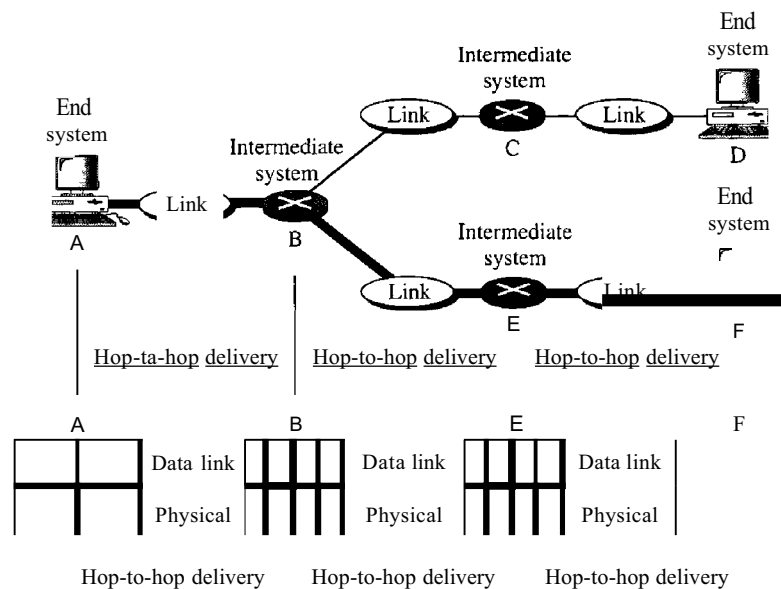 End
system
Intermediate
system
End
system
Link
Link
C
D
Intermediate
system
Link
A
B
End
system
Intermediate
system
Link
Link
E
F
Hop-ta-hop delivery
Hop-to-hop delivery
Hop-to-hop delivery
A
B
E
F
Data link
Data link
Data link
Physical
Physical
Physical
Hop-to-hop delivery
Hop-to-hop delivery
Hop-to-hop delivery